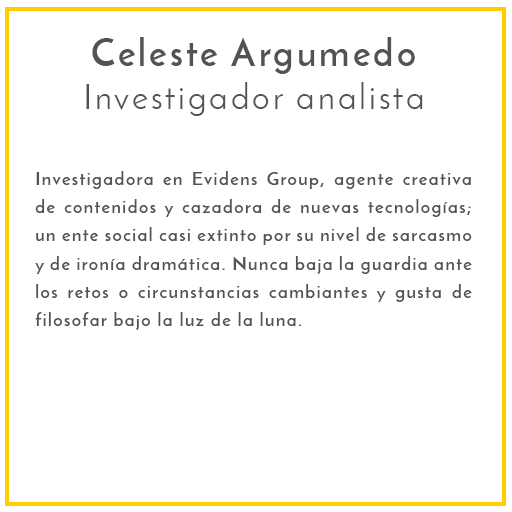 Celeste Argumedo
Investigador analista
Investigadora en Evidens Group, agente creativa
de contenidos y cazadora de nuevas tecnologías;
un ente social casi extinto por su nivel de sarcasmo
y de ironía dramática. Nunca baja la guardia ante
los retos o circunstancias cambiantes y gusta de
filosofar bajo la luz de la luna.